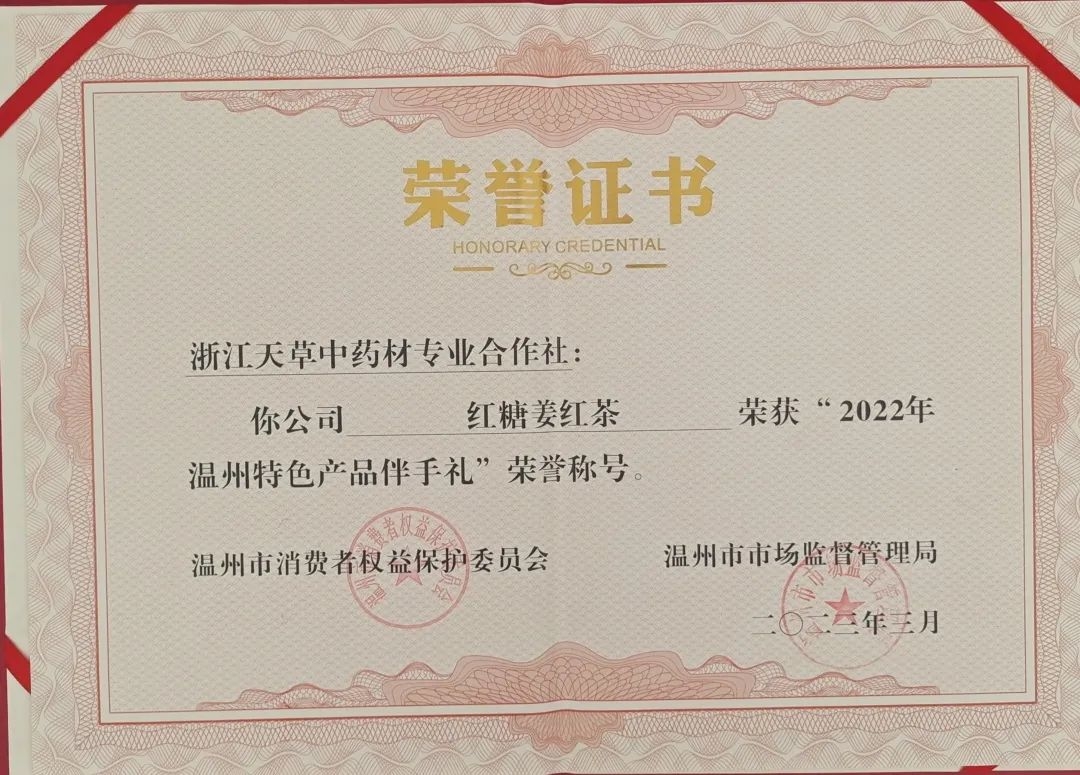 荣誉证书
HONORARY CREDENTIAL
浙江天草中药材专业合作社:
你公司 红糖姜红茶 荣获“2022年
温州特色产品伴手礼”荣誉称号。
温州市消费者权益保护委员会 温州市市场监督管理局
二〇二三年三月